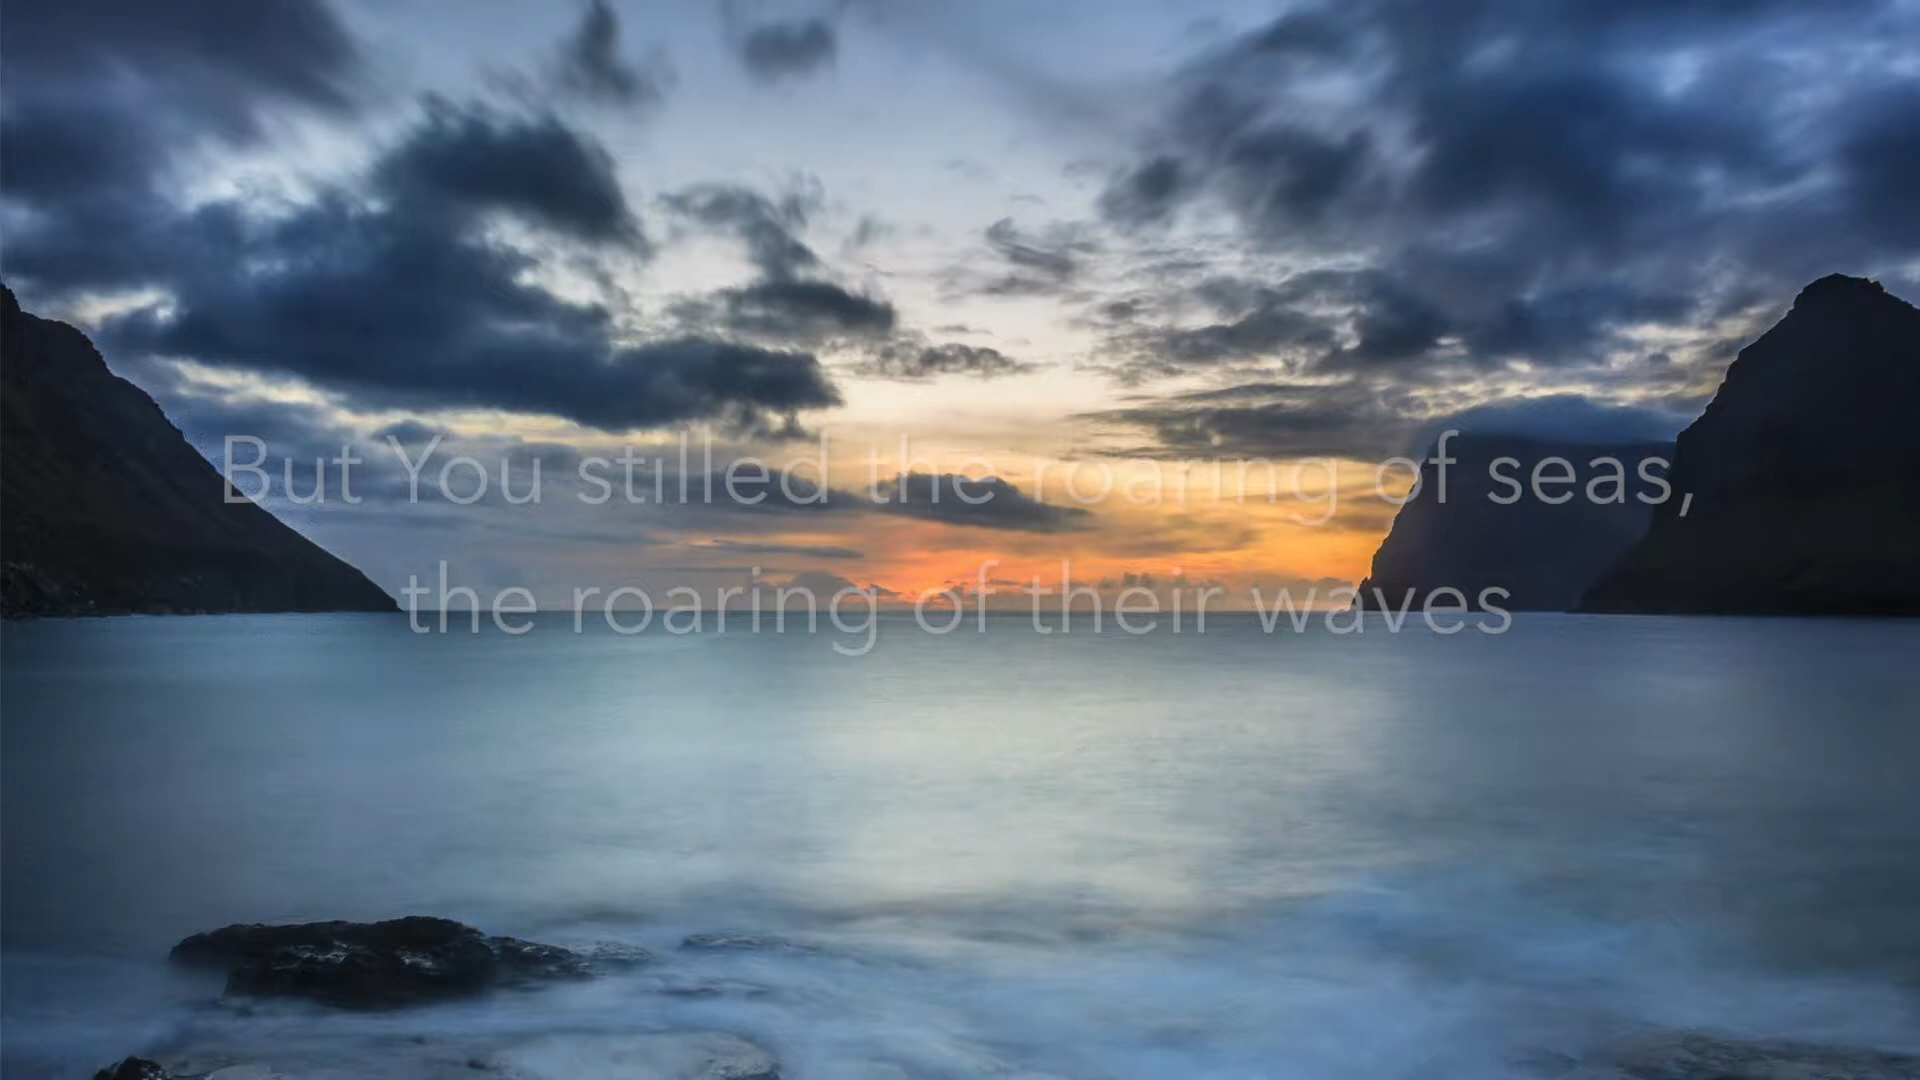 But You stilled the roaring of seas,
the roaring of their waves